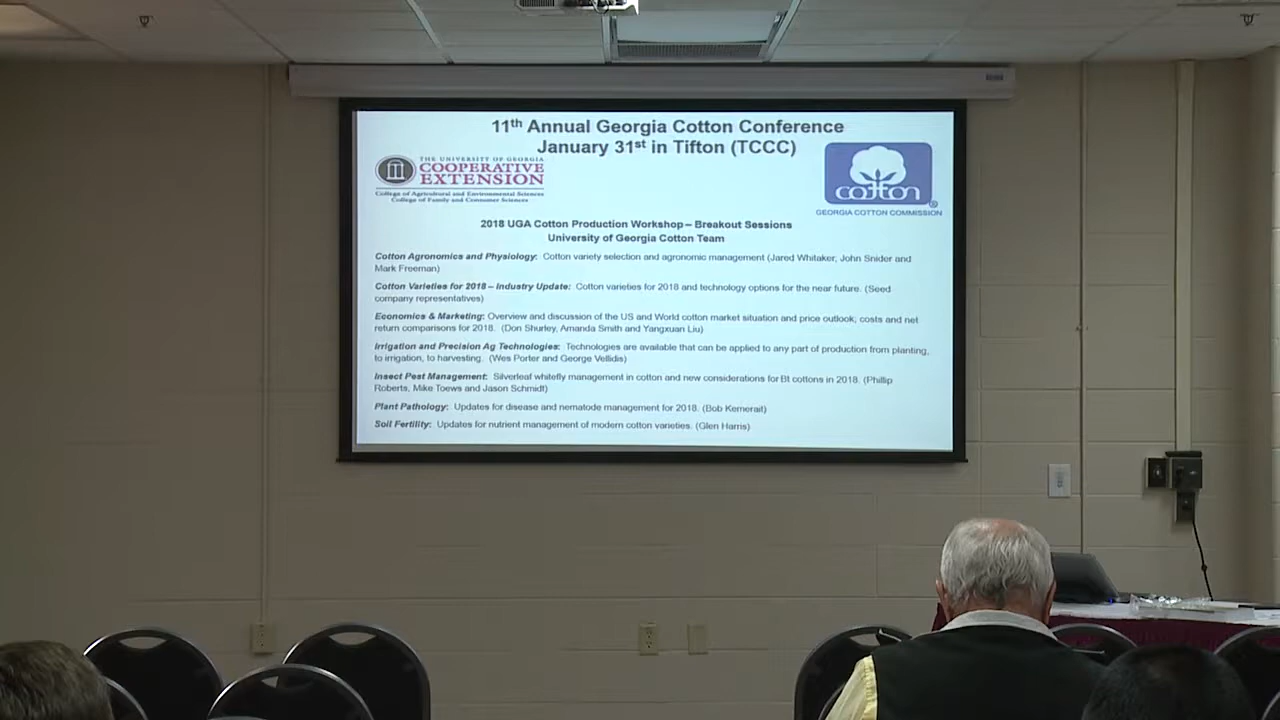 11th Annual Georgia Cotton Conference
January 31st in Tifton (TCCC)
THE UNIVERSITY OF GEORGIA
COOPERATIVE
EXTENSION
College of Agricultural and Environmental Sciences
College of Family and Consumer Sciences
cotton
®
GEORGIA COTTON COMMISSION
2018 UGA Cotton Production Workshop – Breakout Sessions
University of Georgia Cotton Team
Cotton Agronomics and Physiology: Cotton variety selection and agronomic management (Jared Whitaker, John Snider and
Mark Freeman)
Cotton Varieties for 2018 – Industry Update: Cotton varieties for 2018 and technology options for the near future. (Seed
company representatives)
Economics & Marketing: Overview and discussion of the US and World cotton market situation and price outlook; costs and net
return comparisons for 2018. (Don Shurley, Amanda Smith and Yangxuan Liu)
Irrigation and Precision Ag Technologies: Technologies are available that can be applied to any part of production from planting,
to irrigation, to harvesting. (Wes Porter and George Vellidis)
Insect Pest Management: Silverleaf whitefly management in cotton and new considerations for Bt cottons in 2018. (Phillip
Roberts, Mike Toews and Jason Schmidt)
Plant Pathology: Updates for disease and nematode management for 2018. (Bob Kemerait)
Soil Fertility: Updates for nutrient management of modern cotton varieties. (Glen Harris)